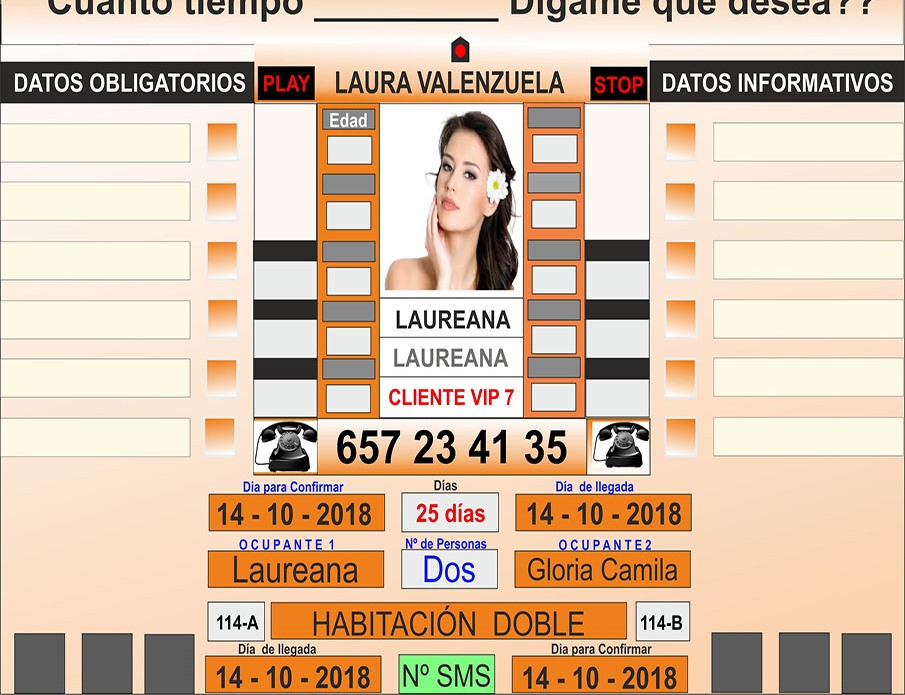 Cuanto tiempo __________ Dígame que desea??
DATOS OBLIGATORIOS
PLAY
LAURA VALENZUELA
STOP
DATOS INFORMATIVOS
Edad
LAUREANA
LAUREANA
CLIENTE VIP 7
657 23 41 35
Dia para Confirmar
Días
Día de llegada
14 - 10 - 2018
25 días
14 - 10 - 2018
OCUPANTE 1
Nº de Personas
OCUPANTE2
Laureana
Dos
Gloria Camila
114-A
HABITACIÓN DOBLE
114-B
Día de llegada
Dia para Confirmar
14 - 10 - 2018
Nº SMS
14 - 10 - 2018